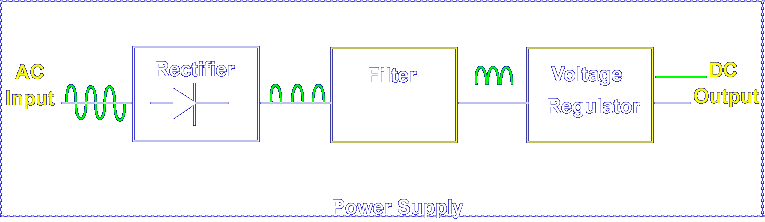 AC
Input
Rectifier
Filter
Voltage
Regulator
DC
Output
Power Supply